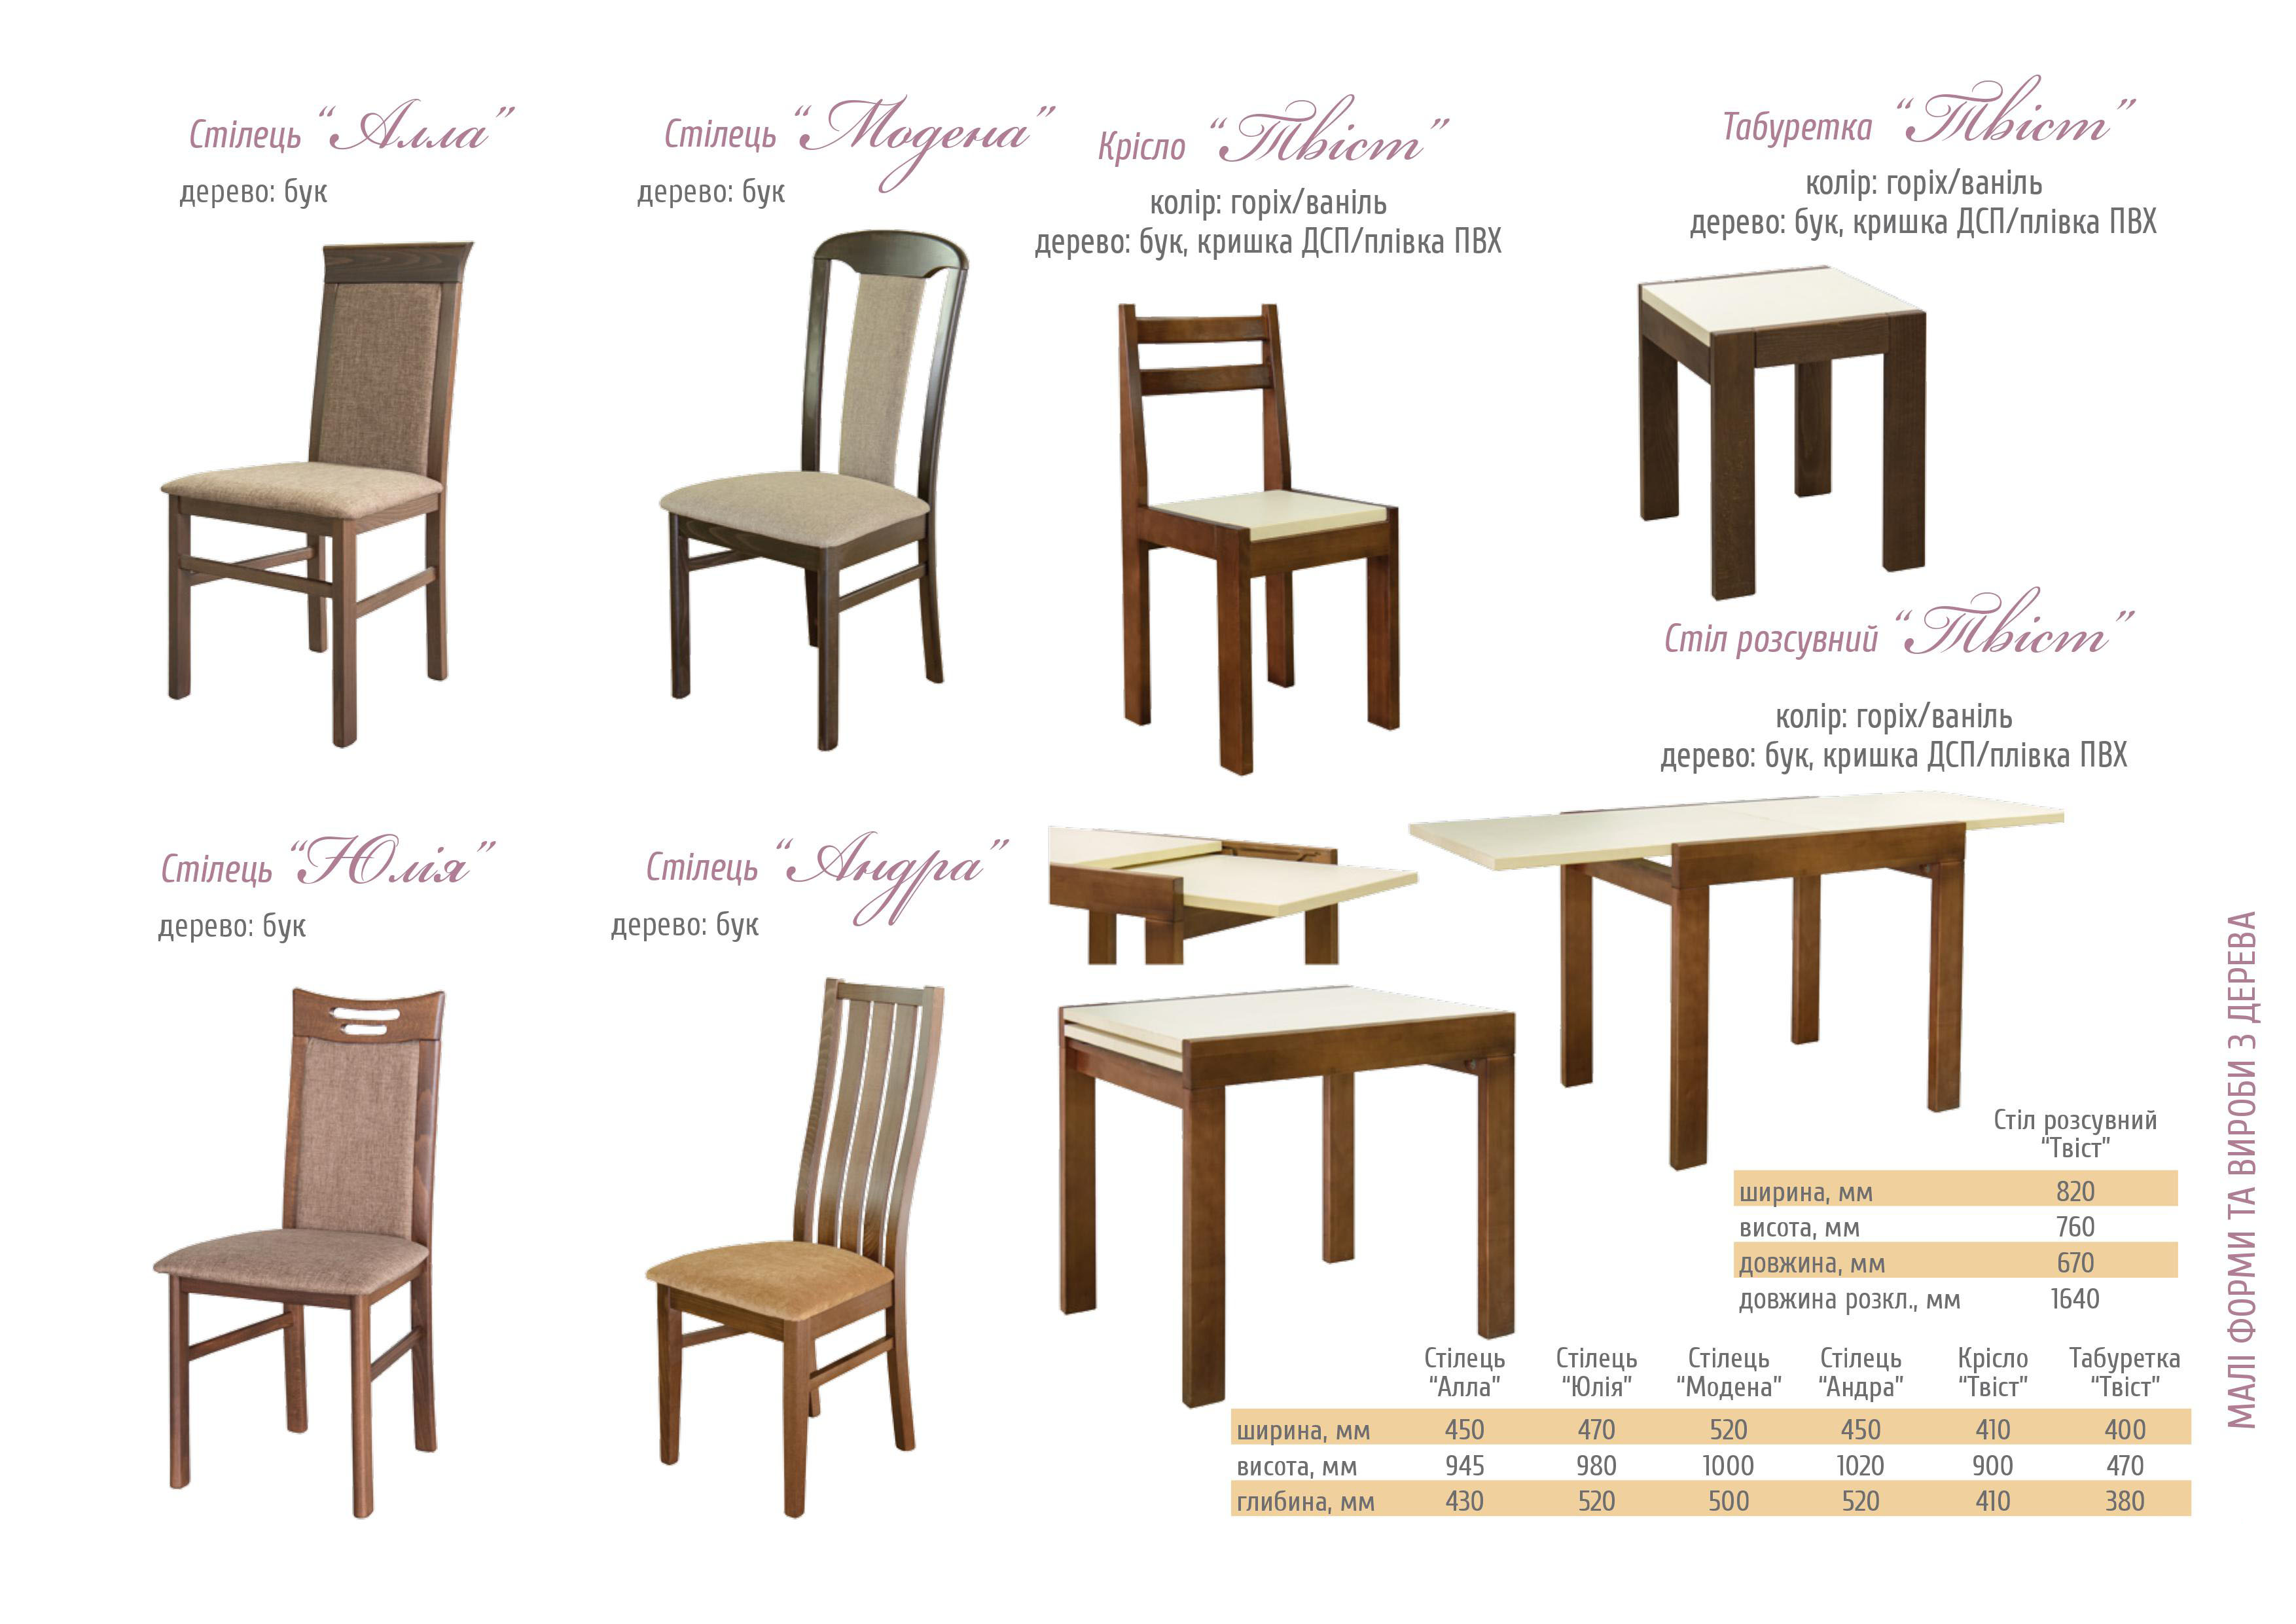 Стілець “Алла”
дерево: бук
Стілець “Модена”
дерево: бук
Крісло “Твіст”
колір: горіх/ваніль
дерево: бук, кришка ДСП/плівка ПВХ
Табуретка “Твіст”
колір: горіх/ваніль
дерево: бук, кришка ДСП/плівка ПВХ
Стіл розсувний “Твіст”
колір: горіх/ваніль
дерево: бук, кришка ДСП/плівка ПВХ
Стілець “Юлія”
дерево: бук
Стілець “Андра”
дерево: бук
Стіл розсувний
“Твіст”
ширина, мм 820
висота, мм 760
довжина, мм 670
довжина розкл., мм 1640
Стілець Стілець Стілець Стілець Крісло Табуретка
“Алла” “Юлія” “Модена” “Андра” “Твіст” “Твіст”
ширина, мм 450 470 520 450 410 400
висота, мм 945 980 1000 1020 900 470
глибина, мм 430 520 500 520 410 380
МАЛІ ФОРМИ ТА ВИРОБИ З ДЕРЕВА